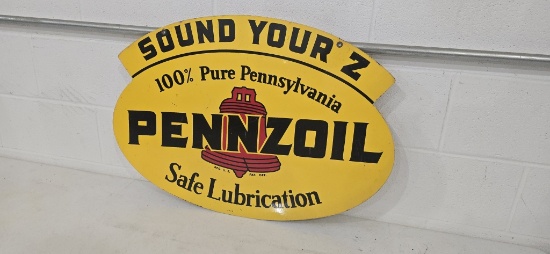 SOUND YOUR Z
100% Pure Pennsylvania
PENNZOIL
Safe Lubrication